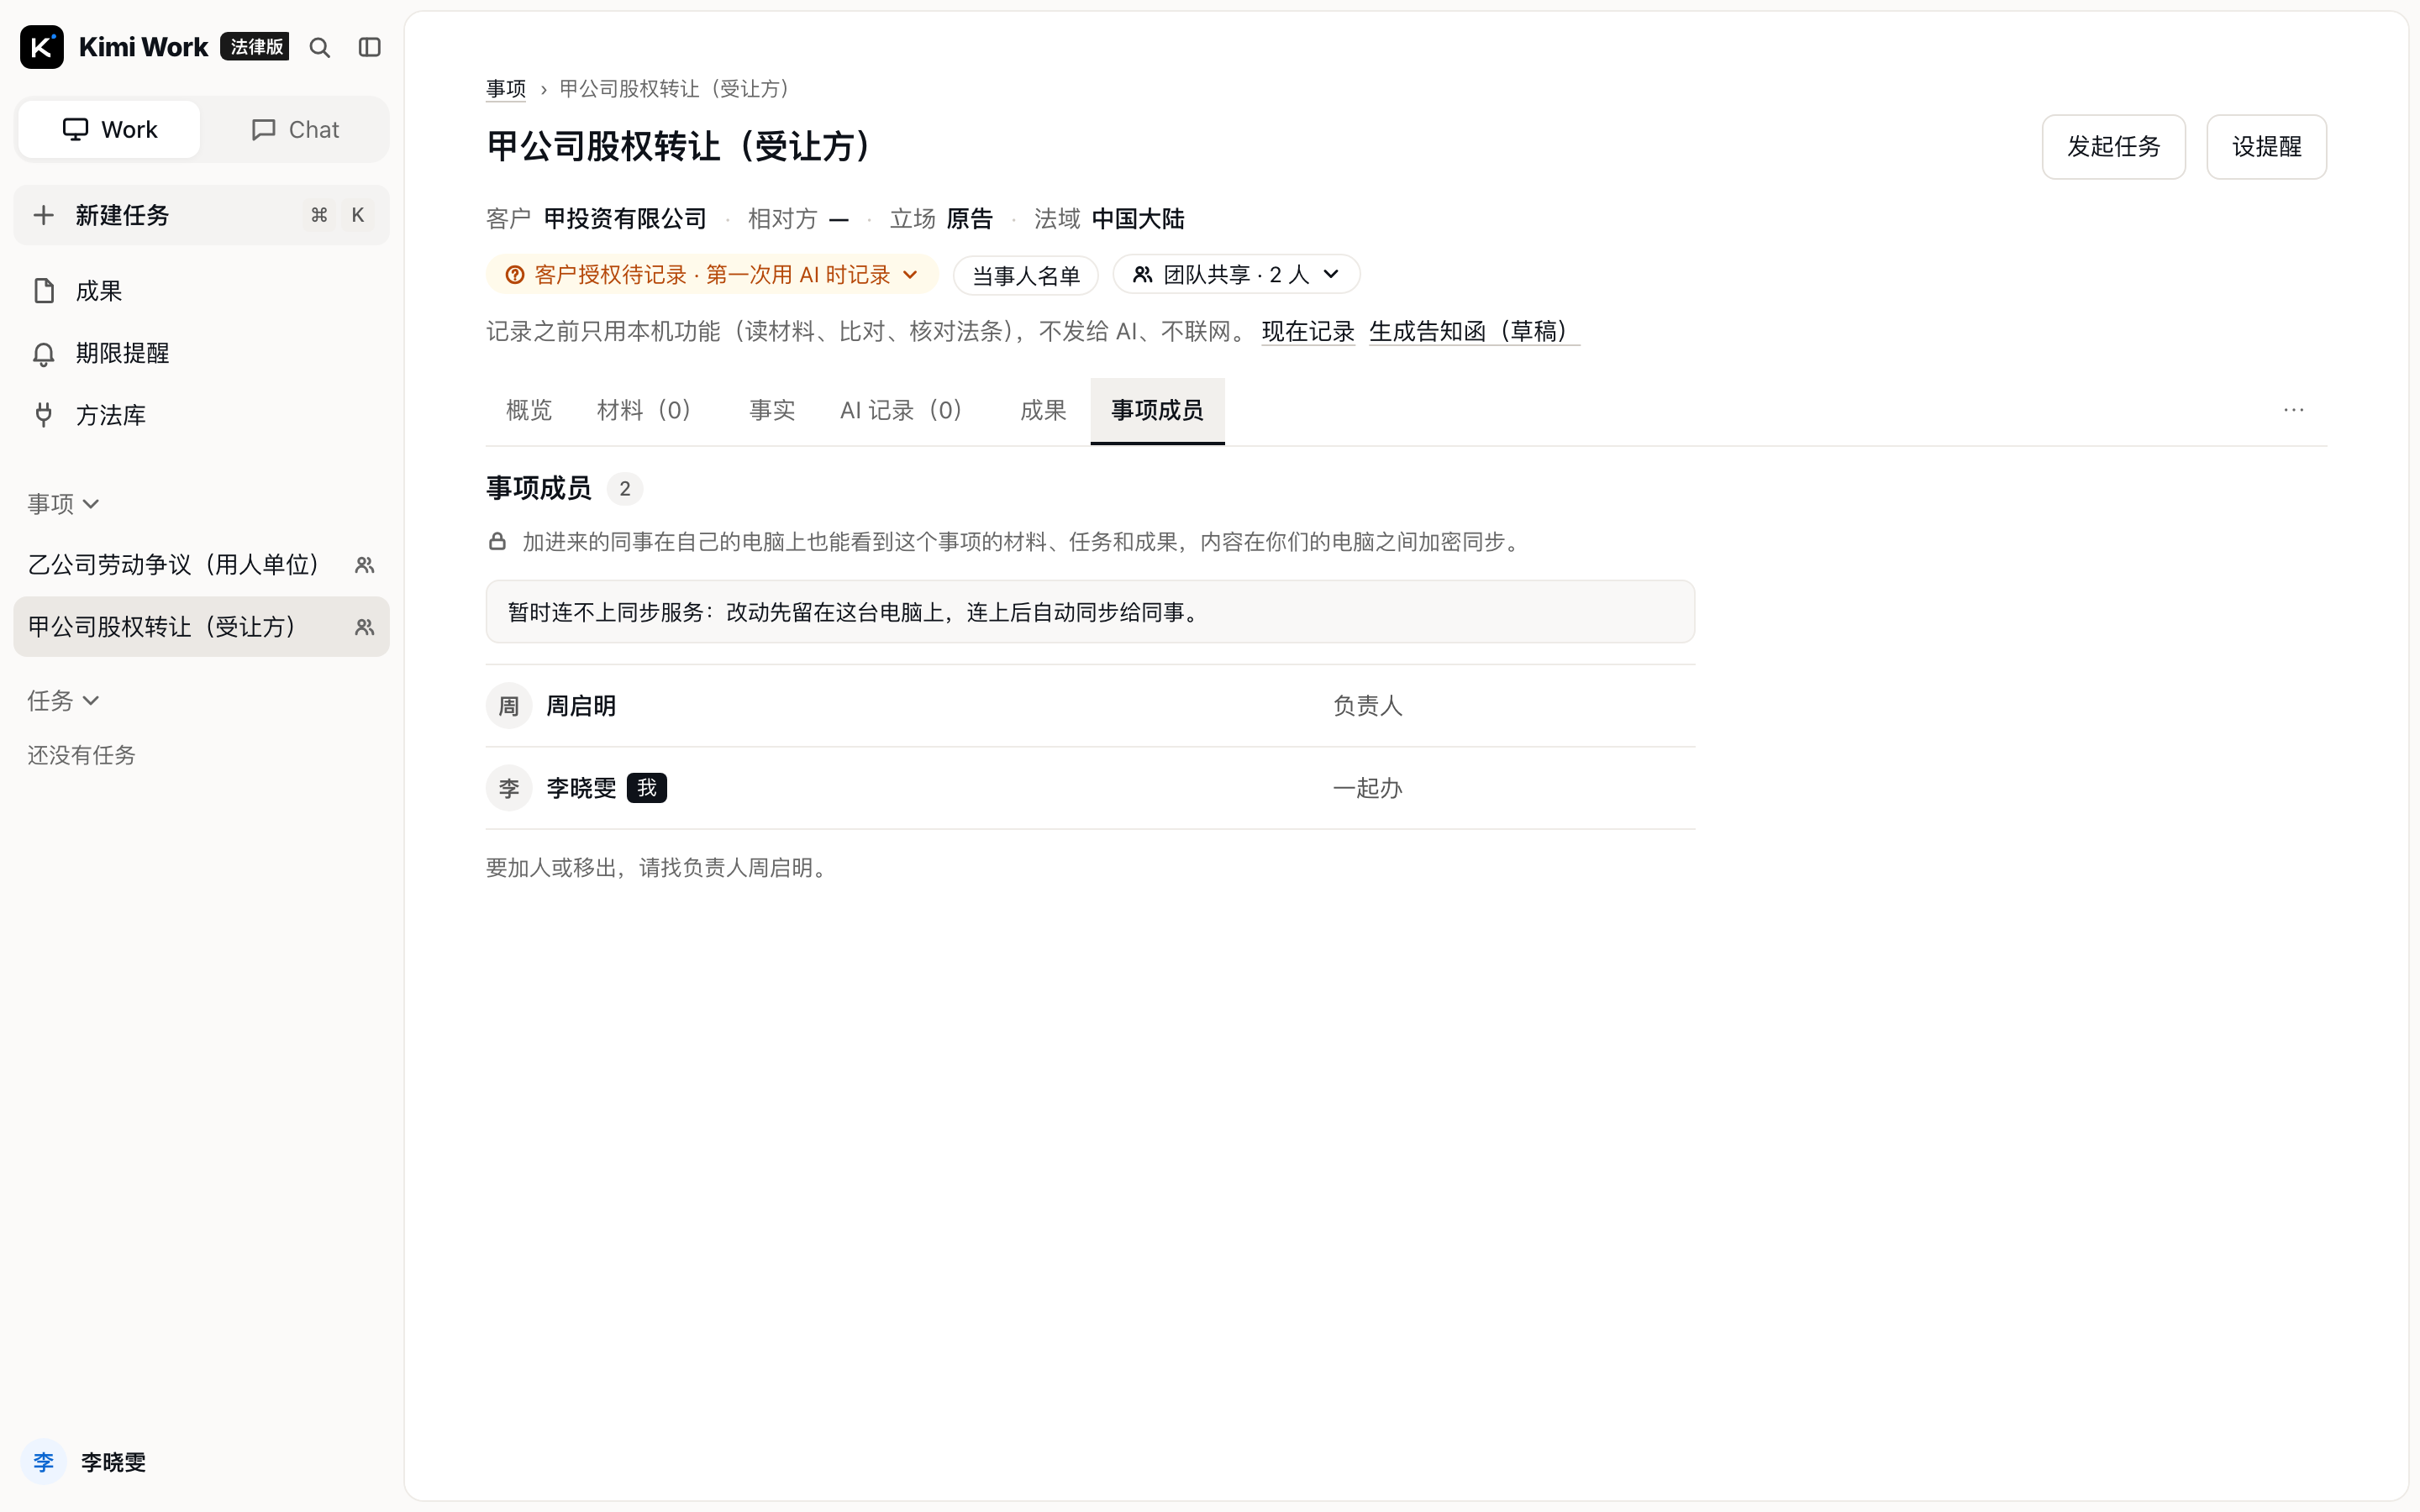 Kimi Work 法律版
Work Chat
新建任务 ⌘ K
成果
期限提醒
方法库
事项
乙公司劳动争议（用人单位）
甲公司股权转让（受让方）
任务
还没有任务
李 李晓雯
事项 › 甲公司股权转让（受让方）
甲公司股权转让（受让方）
发起任务 设提醒
客户 甲投资有限公司 · 相对方 — · 立场 原告 · 法域 中国大陆
客户授权待记录 · 第一次用 AI 时记录 当事人名单 团队共享 · 2 人
记录之前只用本机功能（读材料、比对、核对法条），不发给 AI、不联网。 现在记录 生成告知函（草稿）
概览 材料（0） 事实 AI 记录（0） 成果 事项成员 ···
事项成员 2
加进来的同事在自己的电脑上也能看到这个事项的材料、任务和成果，内容在你们的电脑之间加密同步。
暂时连不上同步服务：改动先留在这台电脑上，连上后自动同步给同事。
周 周启明 负责人
李 李晓雯 我 一起办
要加人或移出，请找负责人周启明。